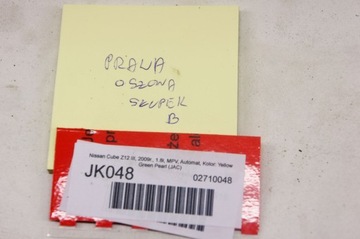 PRAWA
OSŁONA
SŁUPEK
B
Nissan Cube Z12 III, 2009r., 1.8i, MPV, Automat, Kolor: Yellow
Green Pearl (JAC)
JK048
02710048